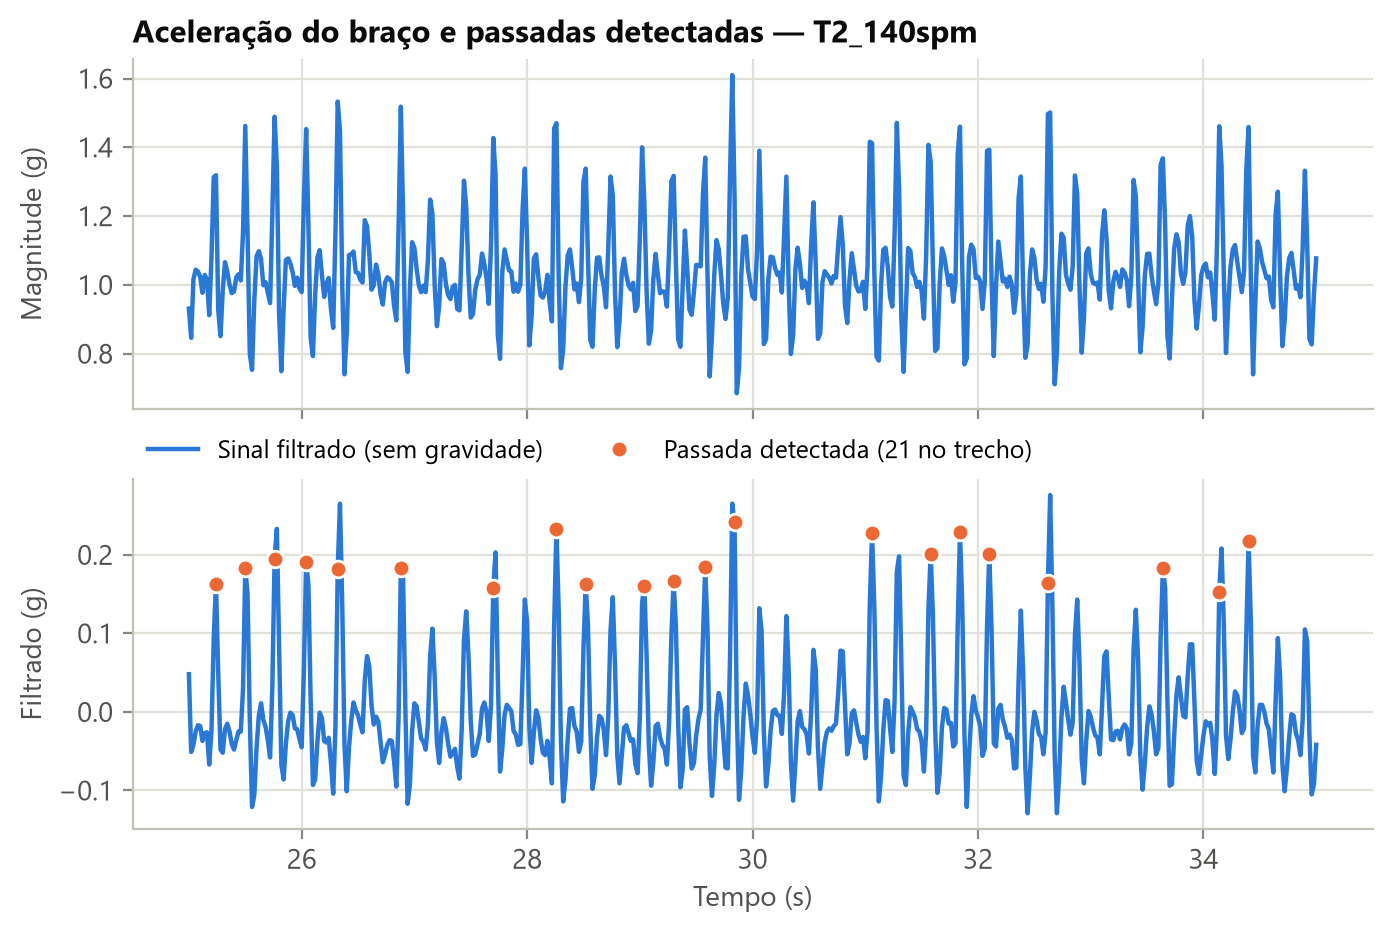 Aceleração do braço e passadas detectadas — T2_140spm
Magnitude (g)
1.6
1.4
1.2
1.0
0.8
Sinal filtrado (sem gravidade)
Passada detectada (21 no trecho)
Filtrado (g)
0.2
0.1
0.0
−0.1
26
28
30
32
34
Tempo (s)